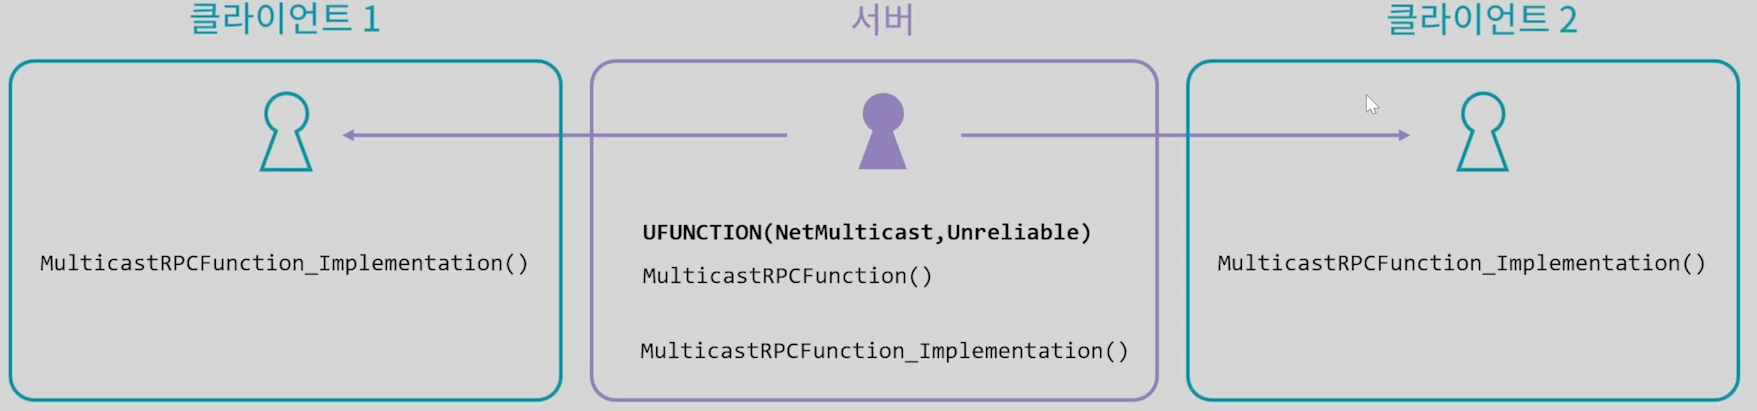 클라이언트 1
서버
클라이언트 2
MulticastRPCFunction_Implementation()
UFUNCTION(NetMulticast,Unreliable)
MulticastRPCFunction()
MulticastRPCFunction_Implementation()
MulticastRPCFunction_Implementation()